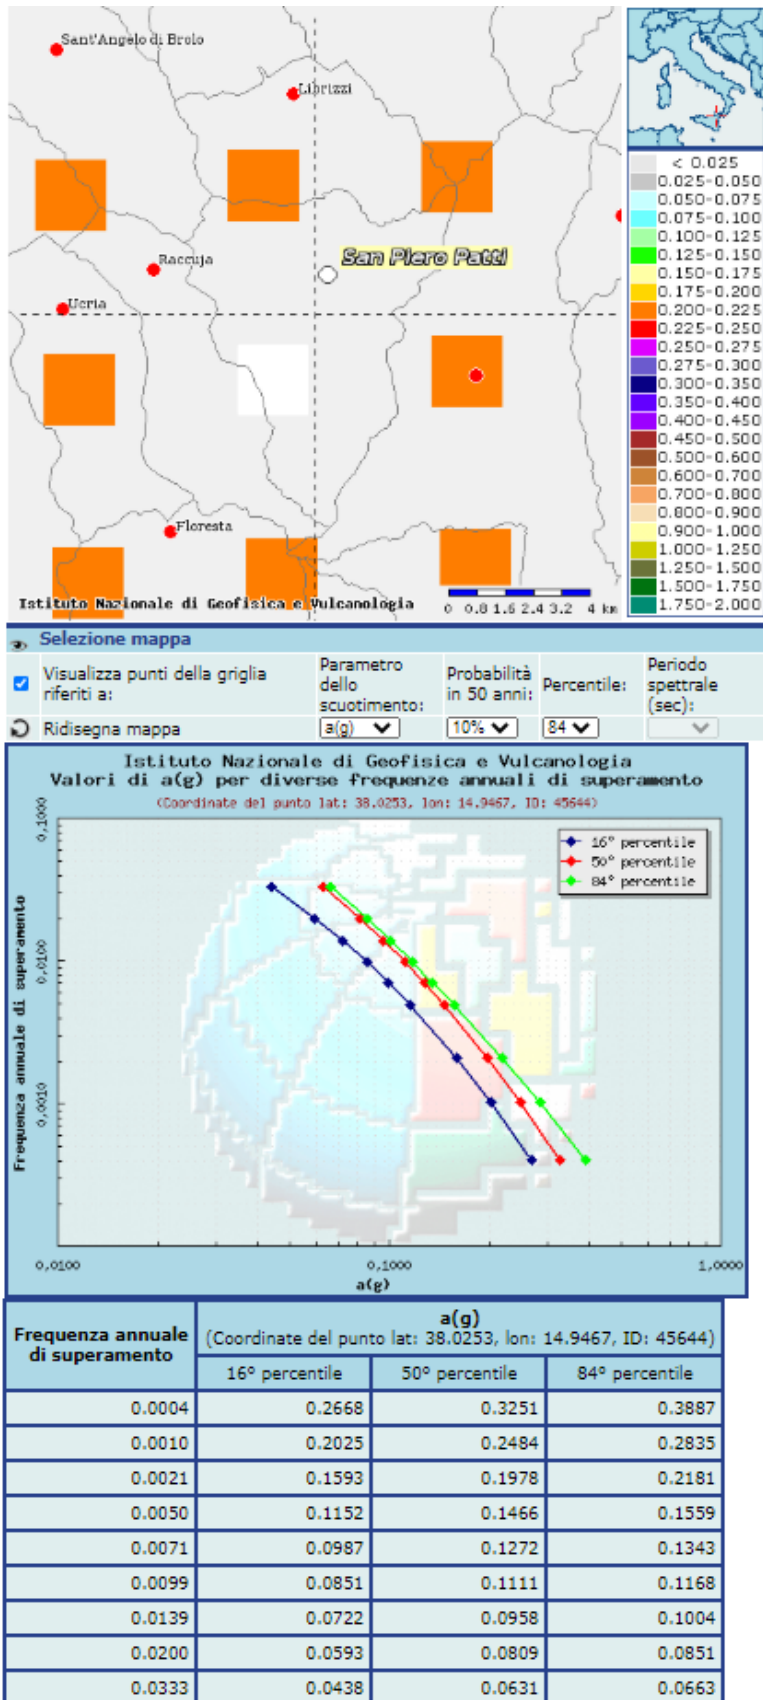 Sant'Angelo di Brolo
Librizzi
San Piero Patti
Raccuja
Ucria
Floresta
Istituto Nazionale di Geofisica e Vulcanologia
0 0.8 1.6 2.4 3.2 4 km
< 0.025
0.025-0.050
0.050-0.075
0.075-0.100
0.100-0.125
0.125-0.150
0.150-0.175
0.175-0.200
0.200-0.225
0.225-0.250
0.250-0.275
0.275-0.300
0.300-0.350
0.350-0.400
0.400-0.450
0.450-0.500
0.500-0.600
0.600-0.700
0.700-0.800
0.800-0.900
0.900-1.000
1.000-1.250
1.250-1.500
1.500-1.750
1.750-2.000
Selezione mappa
Visualizza punti della griglia riferiti a: Parametro dello scuotimento: Probabilità in 50 anni: Percentile: Periodo spettrale (sec):
Ridisegna mappa a(g) 10% 84
Istituto Nazionale di Geofisica e Vulcanologia
Valori di a(g) per diverse frequenze annuali di superamento
(Coordinate del punto lat: 38.0253, lon: 14.9467, ID: 45644)
16° percentile
50° percentile
84° percentile
Frequenza annuale di superamento
0,1000
0,0100
0,0010
0,0100 0,1000 1,0000
a(g)
Frequenza annuale di superamento
a(g)
(Coordinate del punto lat: 38.0253, lon: 14.9467, ID: 45644)
16° percentile 50° percentile 84° percentile
0.0004 0.2668 0.3251 0.3887
0.0010 0.2025 0.2484 0.2835
0.0021 0.1593 0.1978 0.2181
0.0050 0.1152 0.1466 0.1559
0.0071 0.0987 0.1272 0.1343
0.0099 0.0851 0.1111 0.1168
0.0139 0.0722 0.0958 0.1004
0.0200 0.0593 0.0809 0.0851
0.0333 0.0438 0.0631 0.0663